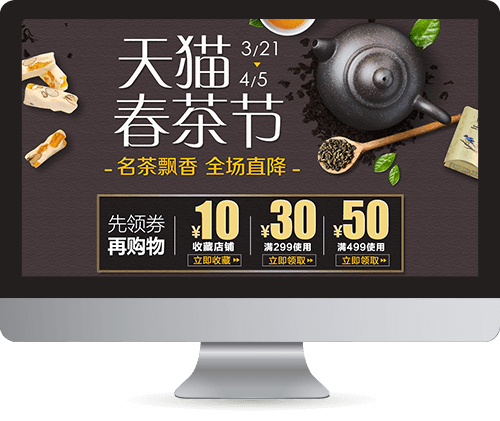 天猫
3/21
4/5
春茶节
-名茶飘香 全场直降-
先领券
再购物
¥10
收藏店铺
立即收藏
¥30
满299使用
立即领取
¥50
满499使用
立即领取